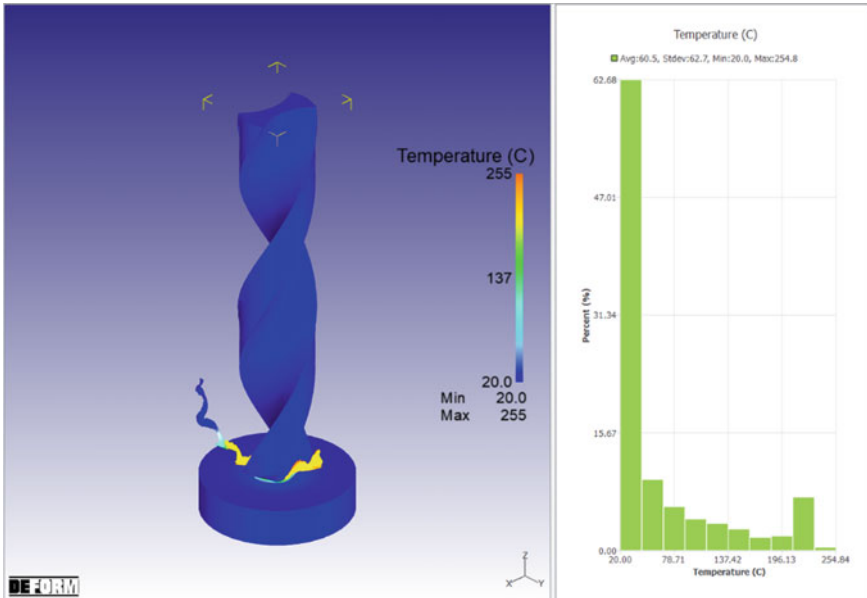 Temperature (C)
255
137
20.0
Min 20.0
Max 255
Z
X
Y
DEFORM
Temperature (C)
Avg:60.5, Stdev:62.7, Min:20.0, Max:254.8
62.68
47.01
31.34
15.67
0.00
Percent (%)
20.00 78.71 137.42 196.13 254.84
Temperature (C)